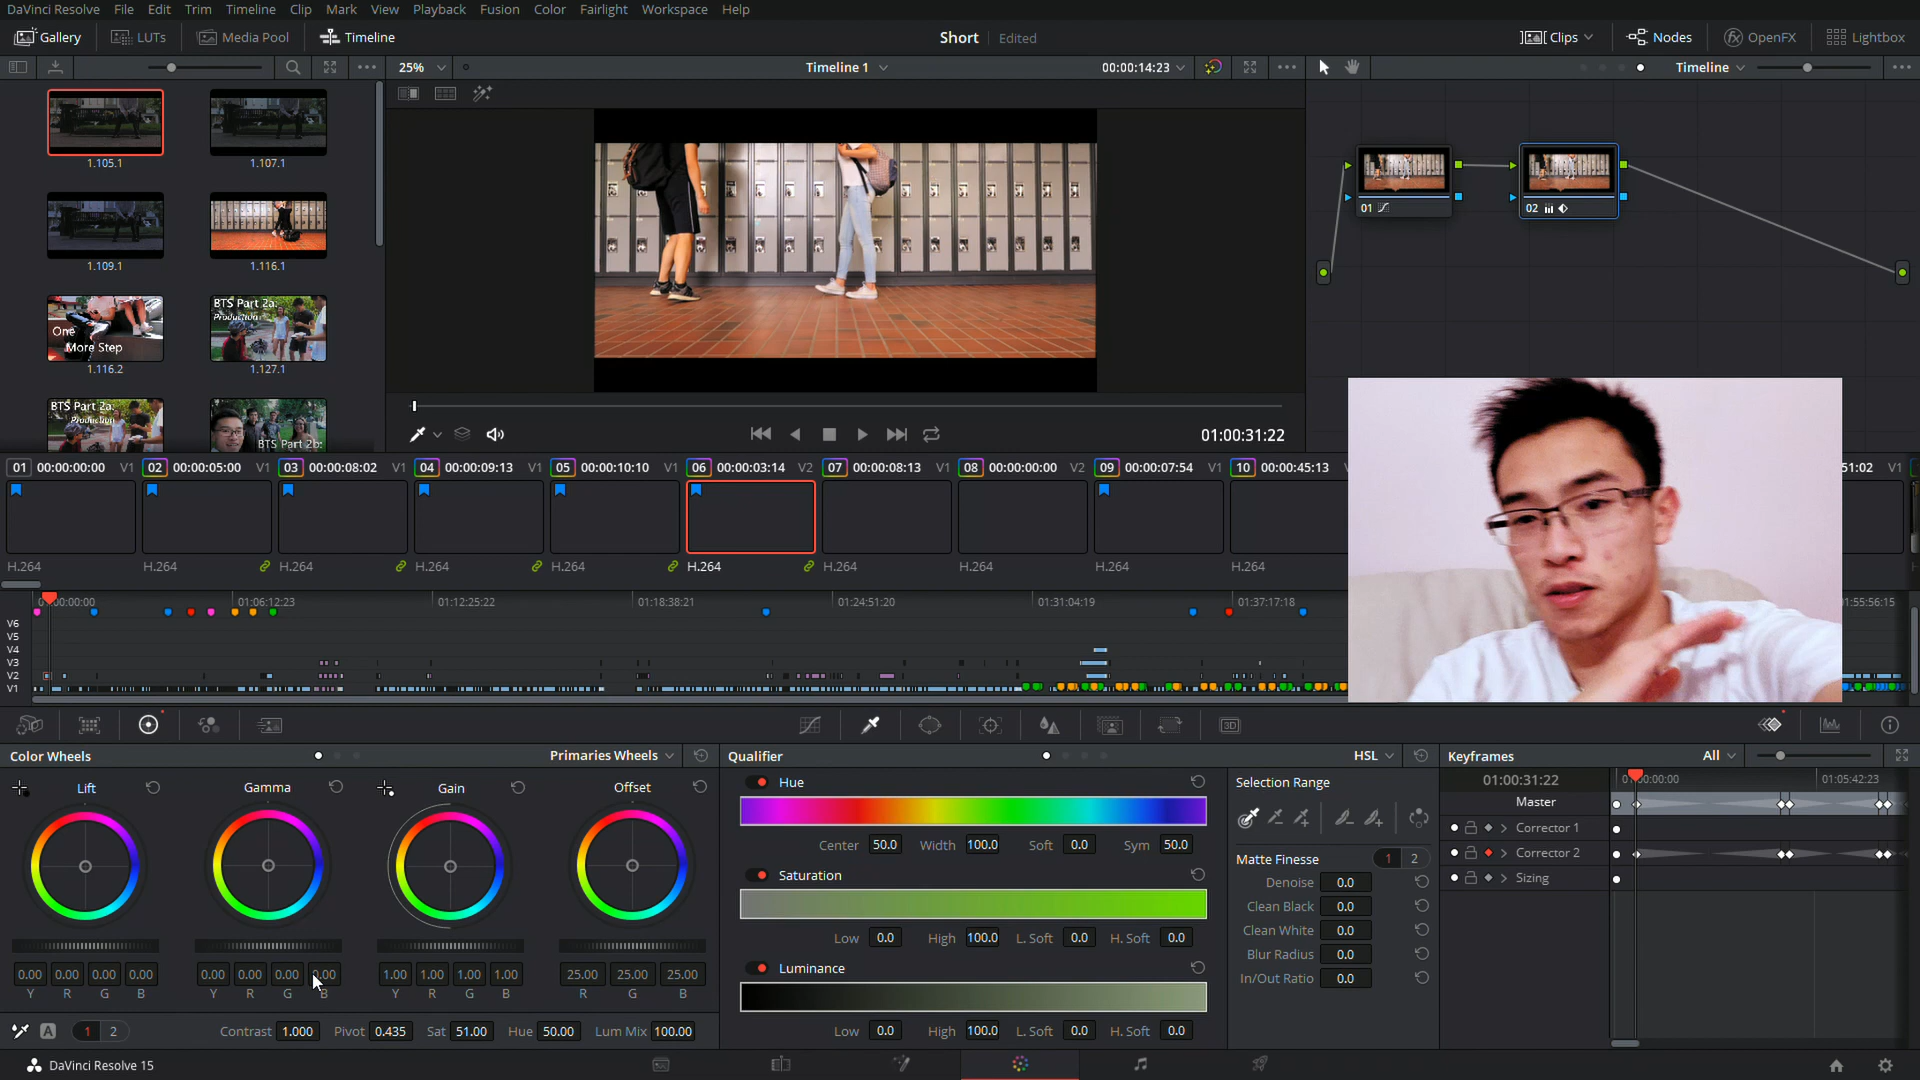 DaVinci Resolve File Edit Trim Timeline Clip Mark View Playback Fusion Color Fairlight Workspace Help
Gallery LUTs Media Pool Timeline Short Edited Clips Nodes OpenFX Lightbox
25% Timeline 1 00:00:14:23 Timeline
1.105.1 1.107.1
1.109.1 1.116.1
One
More Step
BTS Part 2a:
Production
1.116.2 1.127.1
BTS Part 2a:
Production
BTS Part 2b:
01 02
01:00:31:22
01 00:00:00:00 V1 02 00:00:05:00 V1 03 00:00:08:02 V1 04 00:00:09:13 V1 05 00:00:10:10 V1 06 00:00:03:14 V2 07 00:00:08:13 V1 08 00:00:00:00 V2 09 00:00:07:54 V1 10 00:00:45:13 51:02 V1
H.264 H.264 H.264 H.264 H.264 H.264 H.264 H.264 H.264 H.264
00:00:00 01:06:12:23 01:12:25:22 01:18:38:21 01:24:51:20 01:31:04:19 01:37:17:18 01:55:56:15
V6
V5
V4
V3
V2
V1
3D
Color Wheels Primaries Wheels Qualifier HSL Keyframes All
Lift Gamma Gain Offset
0.00 0.00 0.00 0.00 0.00 0.00 0.00 0.00 1.00 1.00 1.00 1.00 25.00 25.00 25.00
Y R G B Y R G B Y R G B R G B
A 1 2 Contrast 1.000 Pivot 0.435 Sat 51.00 Hue 50.00 Lum Mix 100.00
Hue
Center 50.0 Width 100.0 Soft 0.0 Sym 50.0
Saturation
Low 0.0 High 100.0 L. Soft 0.0 H. Soft 0.0
Luminance
Low 0.0 High 100.0 L. Soft 0.0 H. Soft 0.0
Selection Range
Matte Finesse 1 2
Denoise 0.0
Clean Black 0.0
Clean White 0.0
Blur Radius 0.0
In/Out Ratio 0.0
01:00:31:22 00:00:00 01:05:42:23
Master
Corrector 1
Corrector 2
Sizing
DaVinci Resolve 15